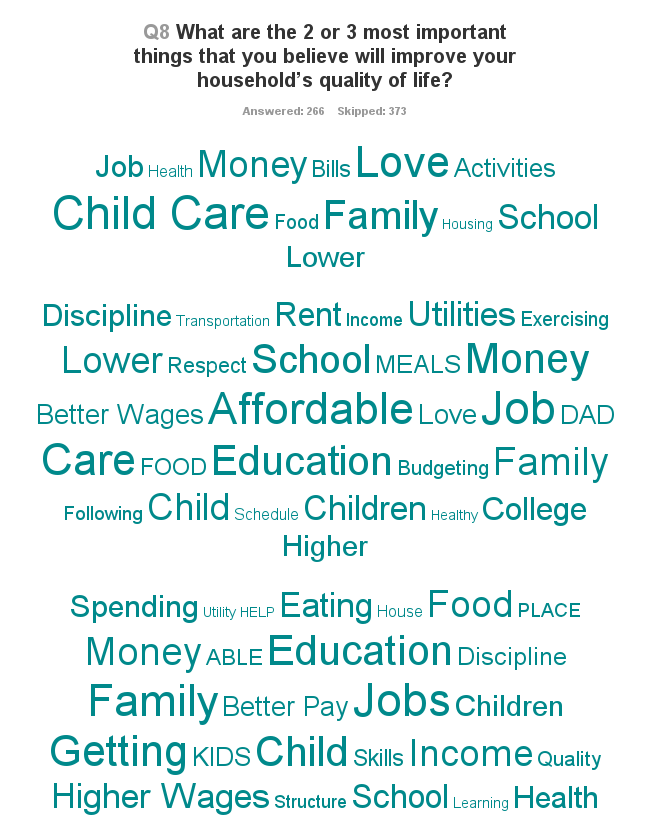 Q8 What are the 2 or 3 most important
things that you believe will improve your
household’s quality of life?
Answered: 266 Skipped: 373
Job Health Money Bills Love Activities
Child Care Food Family Housing School
Lower
Discipline Transportation Rent Income Utilities Exercising
Lower Respect School MEALS Money
Better Wages Affordable Love Job DAD
Care FOOD Education Budgeting Family
Following Child Schedule Children Healthy College
Higher
Spending Utility HELP Eating House Food PLACE
Money ABLE Education Discipline
Family Better Pay Jobs Children
Getting KIDS Child Skills Income Quality
Higher Wages Structure School Learning Health